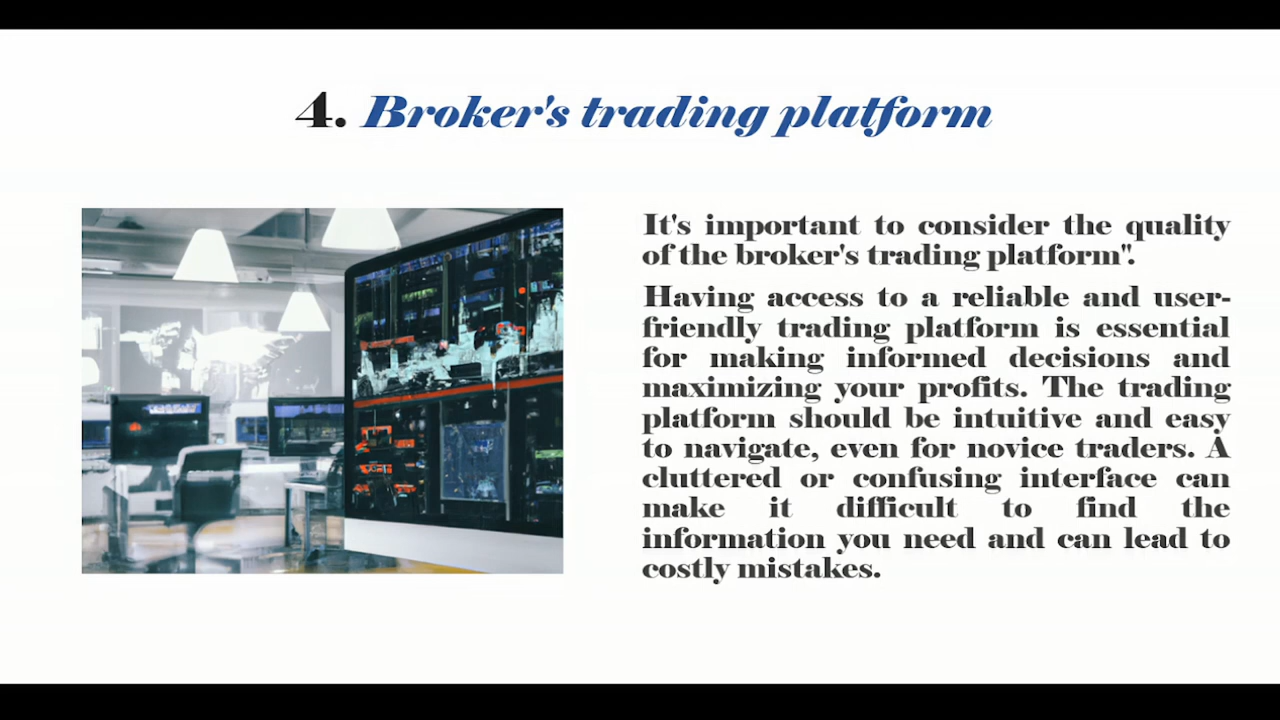 4. Broker's trading platform
It's important to consider the quality
of the broker's trading platform".
Having access to a reliable and user-
friendly trading platform is essential
for making informed decisions and
maximizing your profits. The trading
platform should be intuitive and easy
to navigate, even for novice traders. A
cluttered or confusing interface can
make it difficult to find the
information you need and can lead to
costly mistakes.